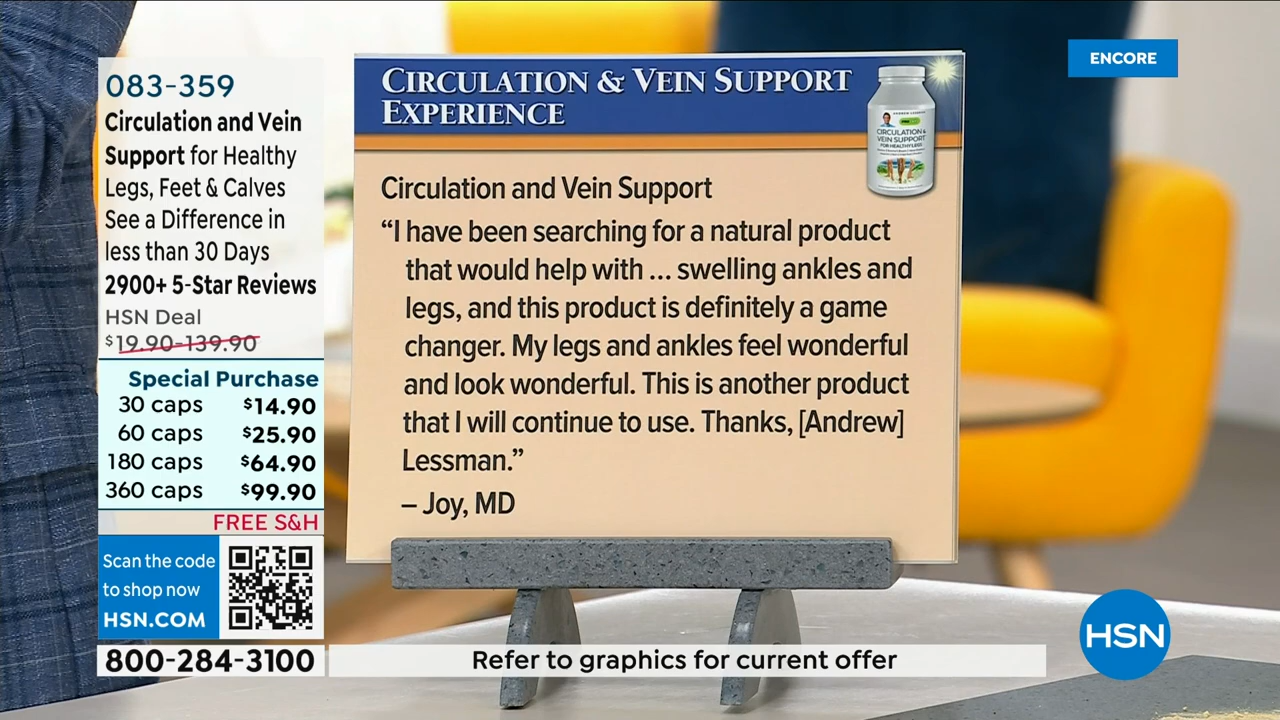 083-359
Circulation and Vein
Support for Healthy
Legs, Feet & Calves
See a Difference in
less than 30 Days
2900+ 5-Star Reviews
HSN Deal
$19.90-139.90
Special Purchase
30 caps $14.90
60 caps $25.90
180 caps $64.90
360 caps $99.90
FREE S&H
Scan the code
to shop now
HSN.COM
800-284-3100
CIRCULATION & VEIN SUPPORT
EXPERIENCE
CIRCULATION &
VEIN SUPPORT
FOR HEALTHY LEGS
Circulation and Vein Support
“I have been searching for a natural product
that would help with ... swelling ankles and
legs, and this product is definitely a game
changer. My legs and ankles feel wonderful
and look wonderful. This is another product
that I will continue to use. Thanks, [Andrew]
Lessman.”
– Joy, MD
ENCORE
HSN
Refer to graphics for current offer